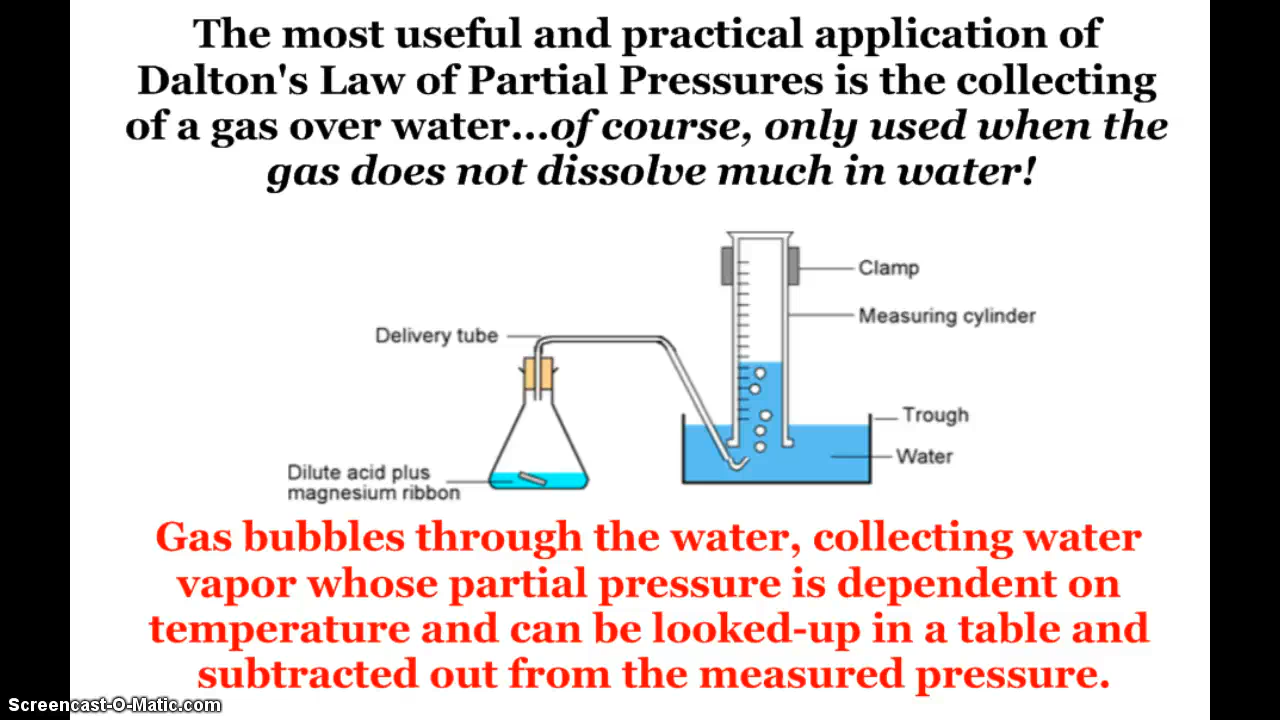 The most useful and practical application of
Dalton's Law of Partial Pressures is the collecting
of a gas over water...of course, only used when the
gas does not dissolve much in water!
Clamp
Measuring cylinder
Delivery tube
Trough
Water
Dilute acid plus
magnesium ribbon
Gas bubbles through the water, collecting water
vapor whose partial pressure is dependent on
temperature and can be looked-up in a table and
subtracted out from the measured pressure.
Screencast-O-Matic.com